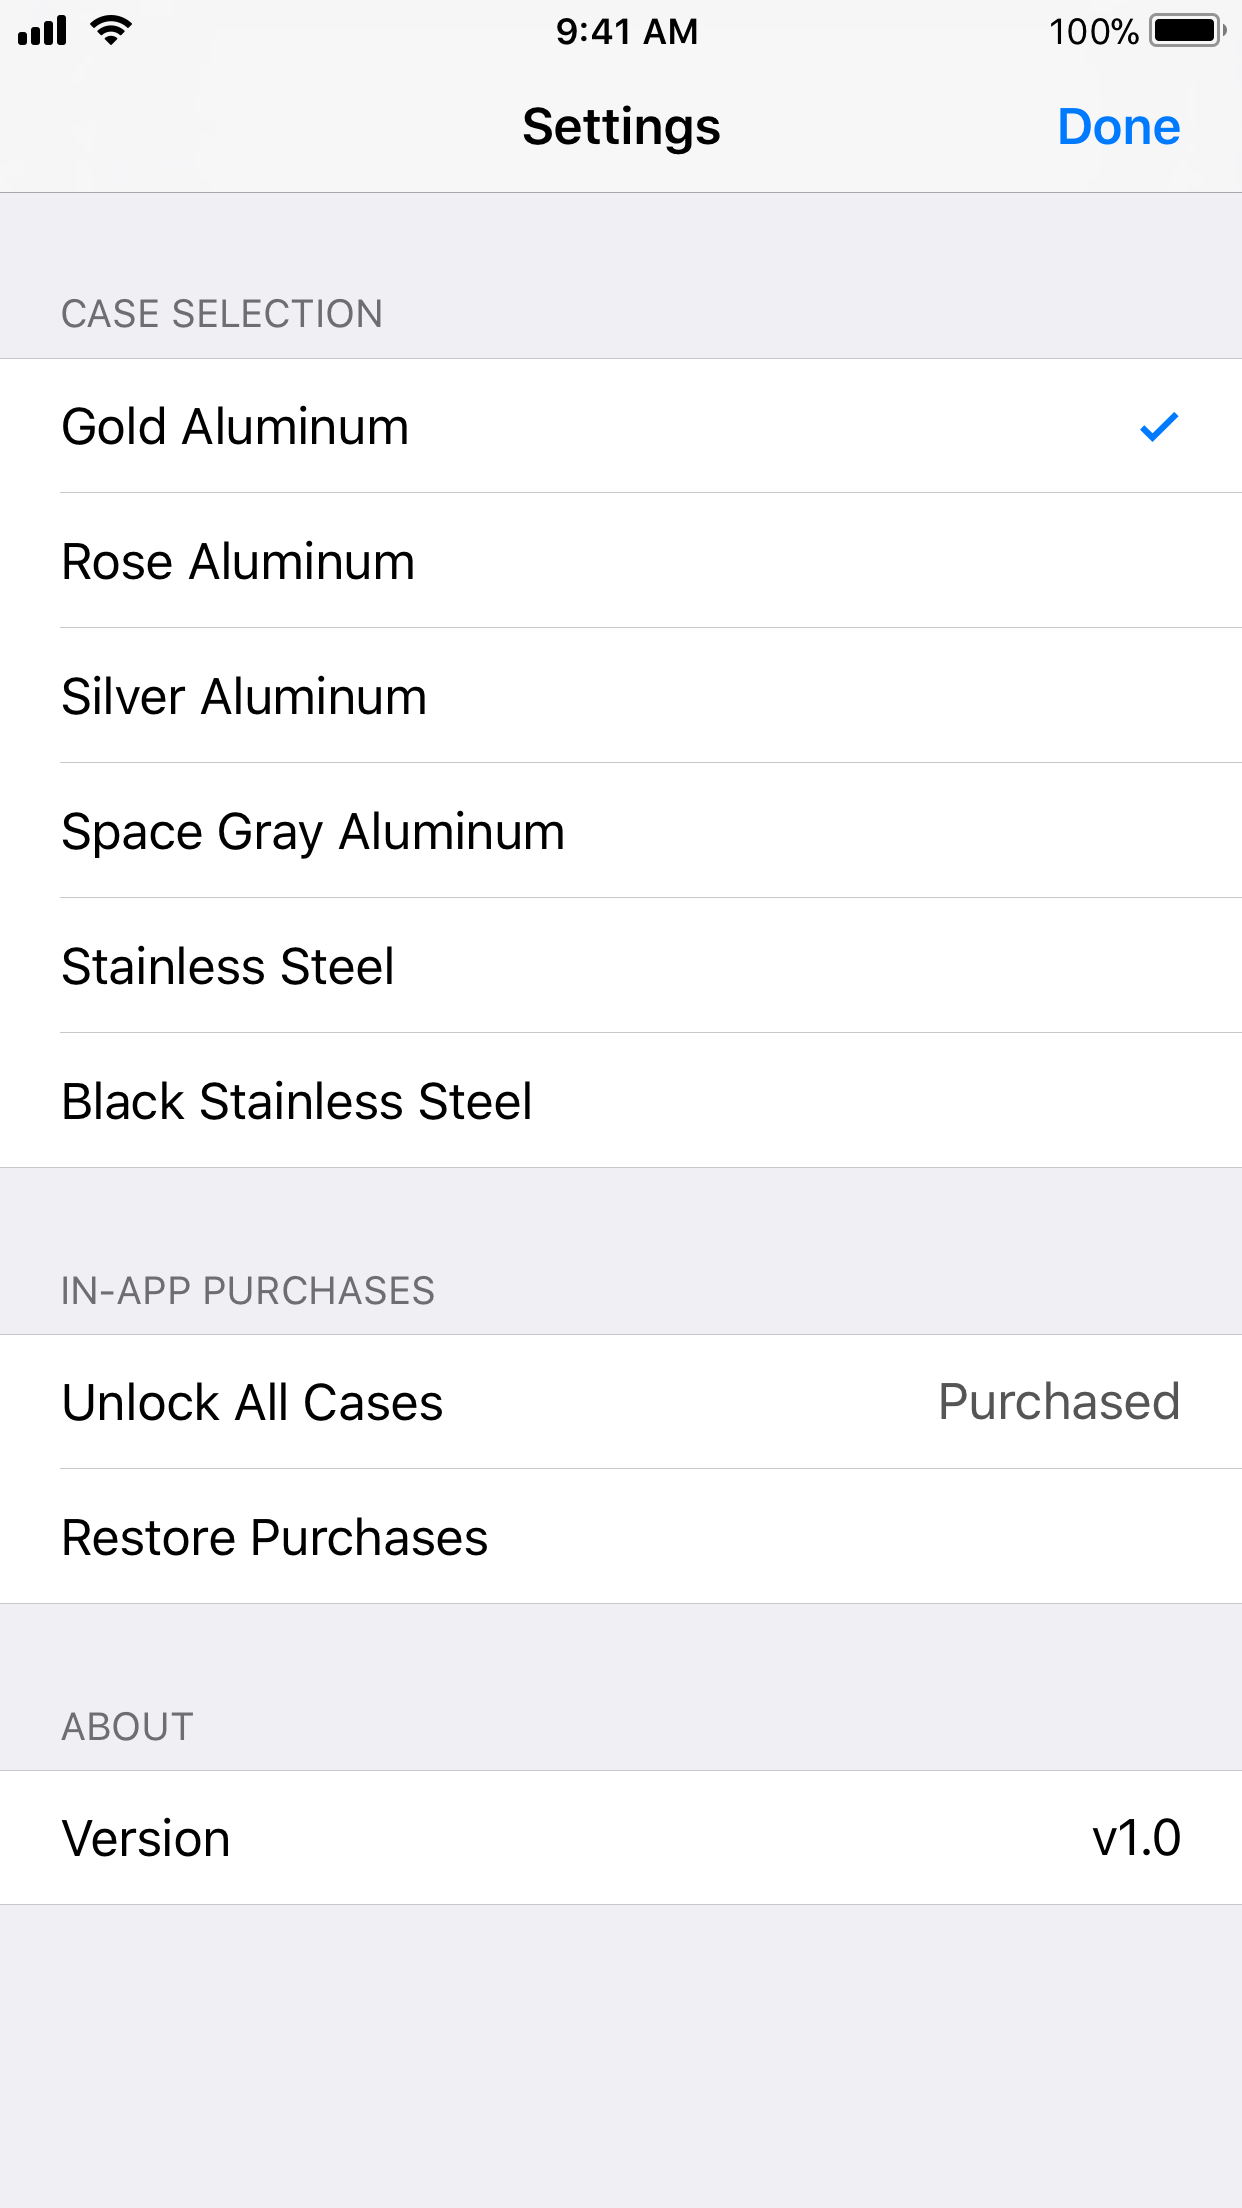 9:41 AM 100%
Settings Done
CASE SELECTION
Gold Aluminum
Rose Aluminum
Silver Aluminum
Space Gray Aluminum
Stainless Steel
Black Stainless Steel
IN-APP PURCHASES
Unlock All Cases Purchased
Restore Purchases
ABOUT
Version v1.0